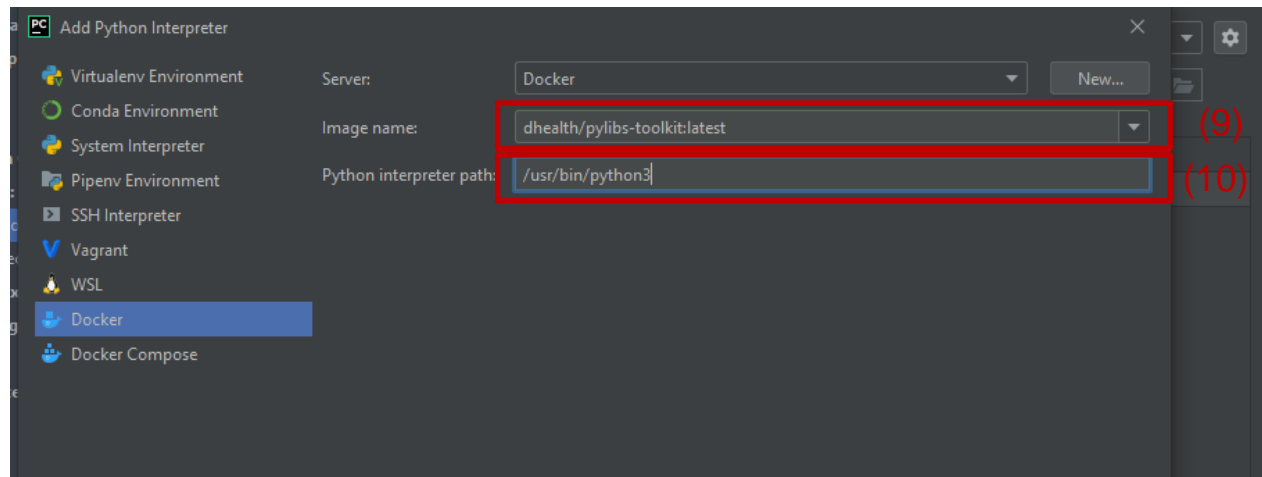 PC Add Python Interpreter
Virtualenv Environment
Conda Environment
System Interpreter
Pipenv Environment
SSH Interpreter
Vagrant
WSL
Docker
Docker Compose
Server: Docker New...
Image name: dhealth/pylibs-toolkit:latest (9)
Python interpreter path: /usr/bin/python3 (10)